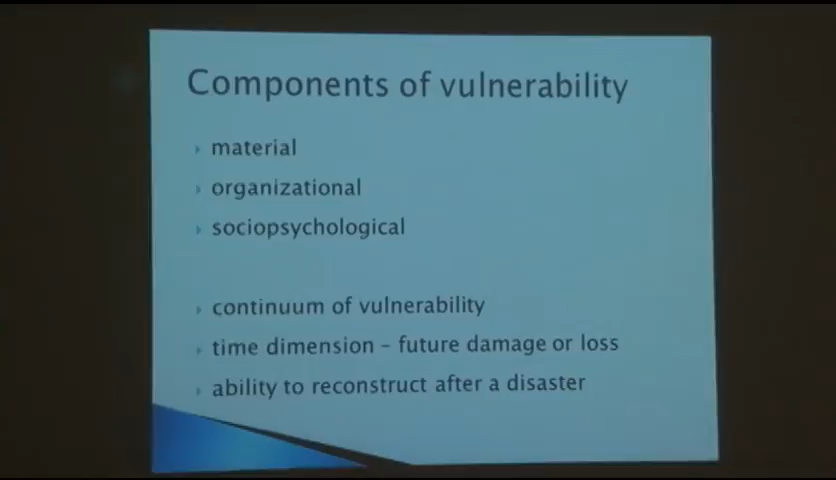 Components of vulnerability
material
organizational
sociopsychological
continuum of vulnerability
time dimension - future damage or loss
ability to reconstruct after a disaster